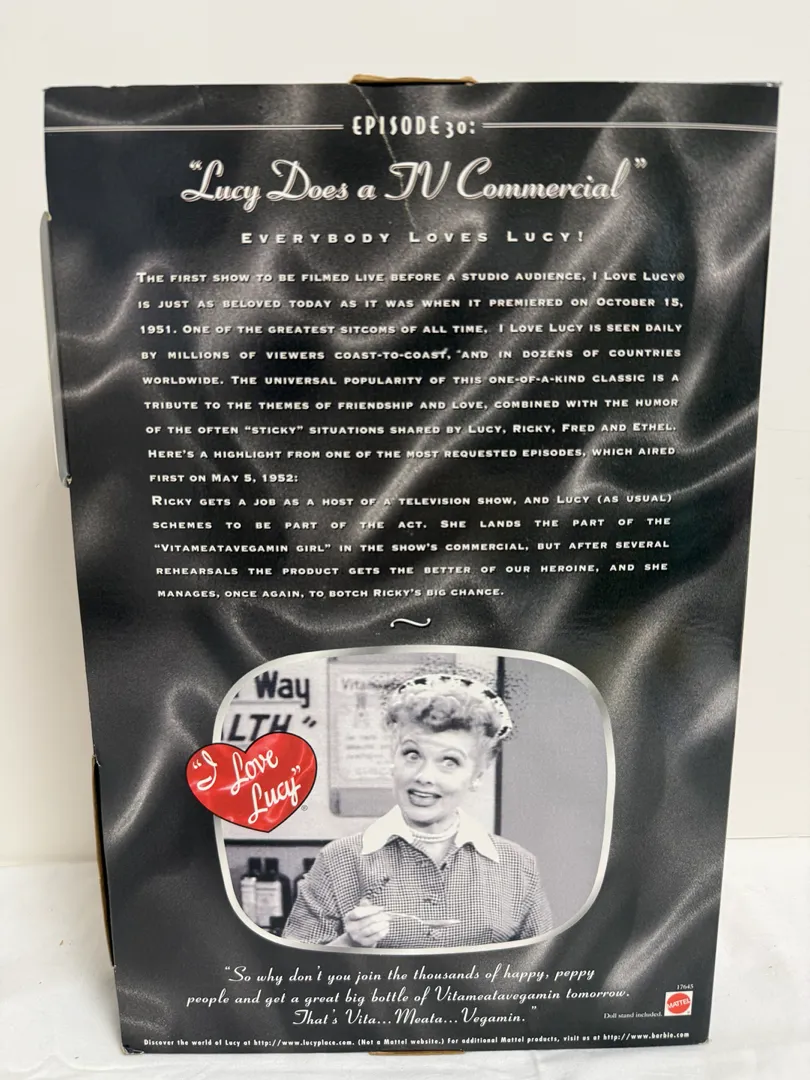 EPISODE 30:
"Lucy Does a TV Commercial"
EVERYBODY LOVES LUCY!
THE FIRST SHOW TO BE FILMED LIVE BEFORE A STUDIO AUDIENCE, I LOVE LUCY®
IS JUST AS BELOVED TODAY AS IT WAS WHEN IT PREMIERED ON OCTOBER 15,
1951. ONE OF THE GREATEST SITCOMS OF ALL TIME, I LOVE LUCY IS SEEN DAILY
BY MILLIONS OF VIEWERS COAST-TO-COAST, AND IN DOZENS OF COUNTRIES
WORLDWIDE. THE UNIVERSAL POPULARITY OF THIS ONE-OF-A-KIND CLASSIC IS A
TRIBUTE TO THE THEMES OF FRIENDSHIP AND LOVE, COMBINED WITH THE HUMOR
OF THE OFTEN "STICKY" SITUATIONS SHARED BY LUCY, RICKY, FRED AND ETHEL.
HERE'S A HIGHLIGHT FROM ONE OF THE MOST REQUESTED EPISODES, WHICH AIRED
FIRST ON MAY 5, 1952:
RICKY GETS A JOB AS A HOST OF A TELEVISION SHOW, AND LUCY (AS USUAL)
SCHEMES TO BE PART OF THE ACT. SHE LANDS THE PART OF THE
"VITAMEATAVEGAMIN GIRL" IN THE SHOW'S COMMERCIAL, BUT AFTER SEVERAL
REHEARSALS THE PRODUCT GETS THE BETTER OF OUR HEROINE, AND SHE
MANAGES, ONCE AGAIN, TO BOTCH RICKY'S BIG CHANCE.
Way
LTH"
Vita
"I Love Lucy"®
"So why don't you join the thousands of happy, peppy
people and get a great big bottle of Vitameatavegamin tomorrow.
That's Vita...Meata...Vegamin."
17645
Doll stand included.
MATTEL
Discover the world of Lucy at http://www.lucyplace.com. (Not a Mattel website.) For additional Mattel products, visit us at http://www.barbie.com